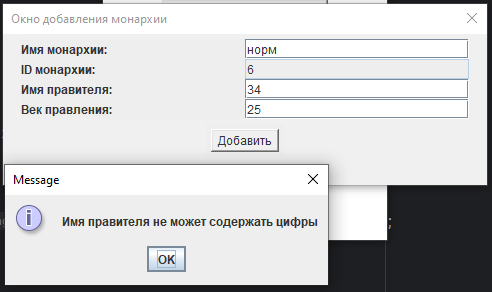 Окно добавления монархии
Имя монархии: норм
ID монархии: 6
Имя правителя: 34
Век правления: 25
Добавить
Message
Имя правителя не может содержать цифры
OK
;